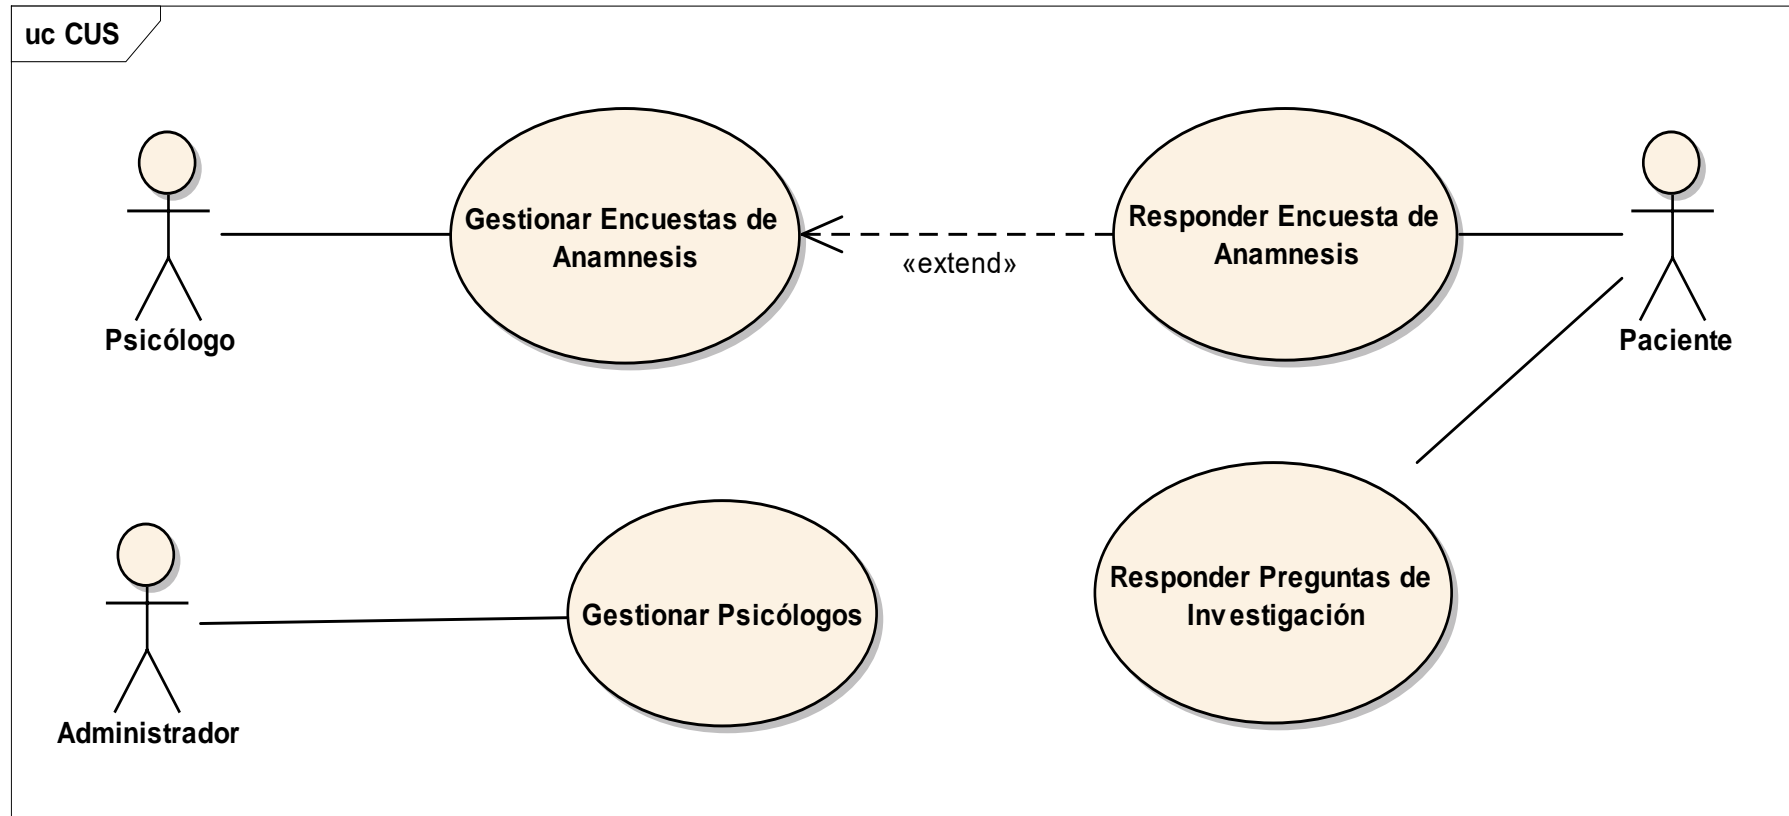 uc CUS
Gestionar Encuestas de
Anamnesis
Responder Encuesta de
Anamnesis
«extend»
Psicólogo
Paciente
Responder Preguntas de
Investigación
Gestionar Psicólogos
Administrador